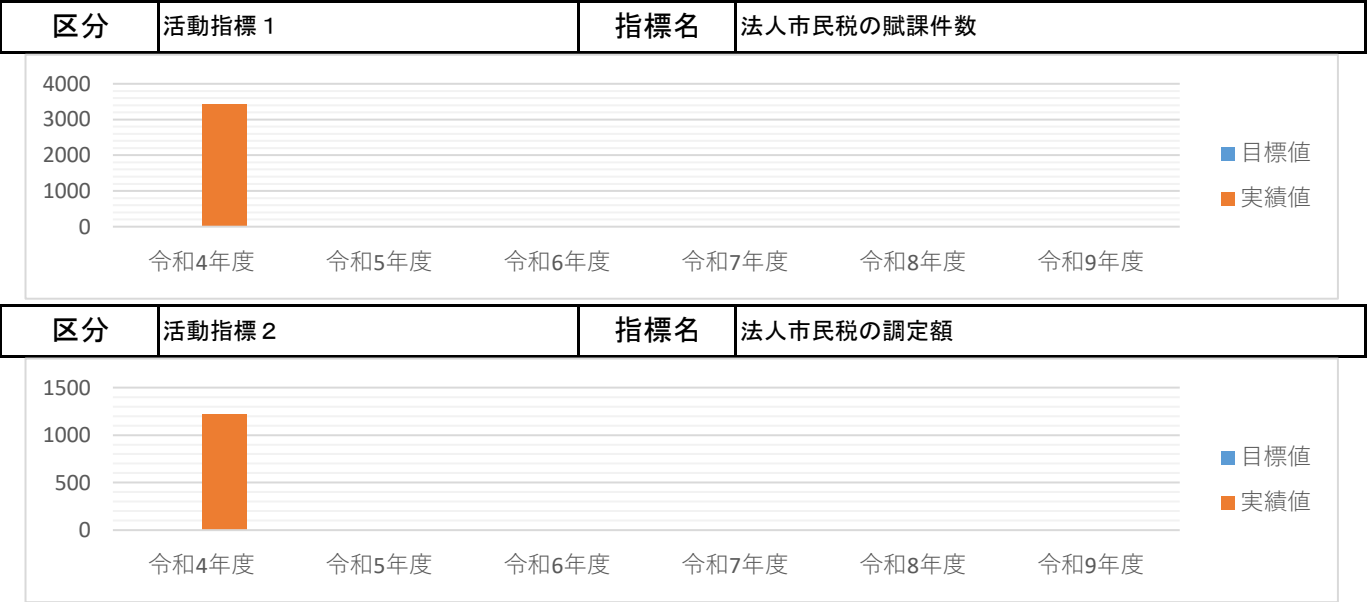 区分 活動指標１ 指標名 法人市民税の賦課件数
4000
3000
2000
1000
0
令和4年度 令和5年度 令和6年度 令和7年度 令和8年度 令和9年度
目標値
実績値
区分 活動指標２ 指標名 法人市民税の調定額
1500
1000
500
0
令和4年度 令和5年度 令和6年度 令和7年度 令和8年度 令和9年度
目標値
実績値